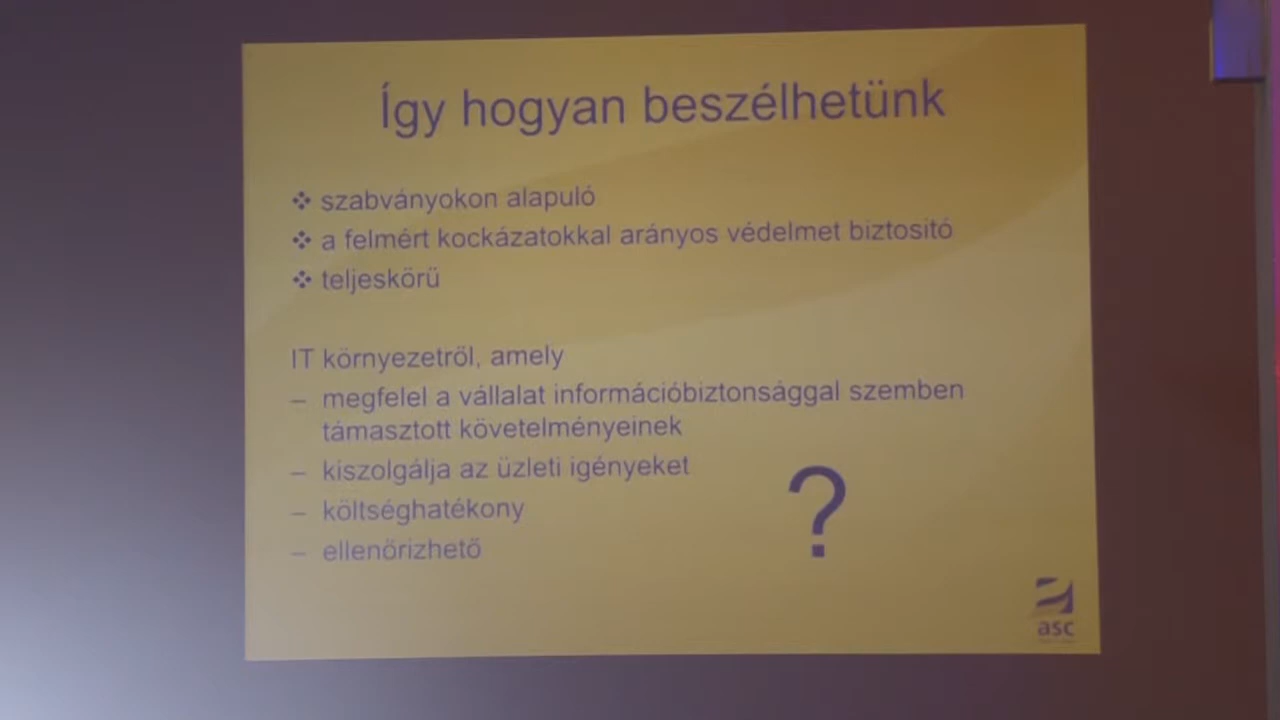 Így hogyan beszélhetünk
❖ szabványokon alapuló
❖ a felmért kockázatokkal arányos védelmet biztositó
❖ teljeskörü
IT környezetről, amely
– megfelel a vállalat információbiztonsággal szemben
támasztott követelményeinek
– kiszolgálja az üzleti igényeket
– költséghatékony
– ellenőrizhető
?
asc